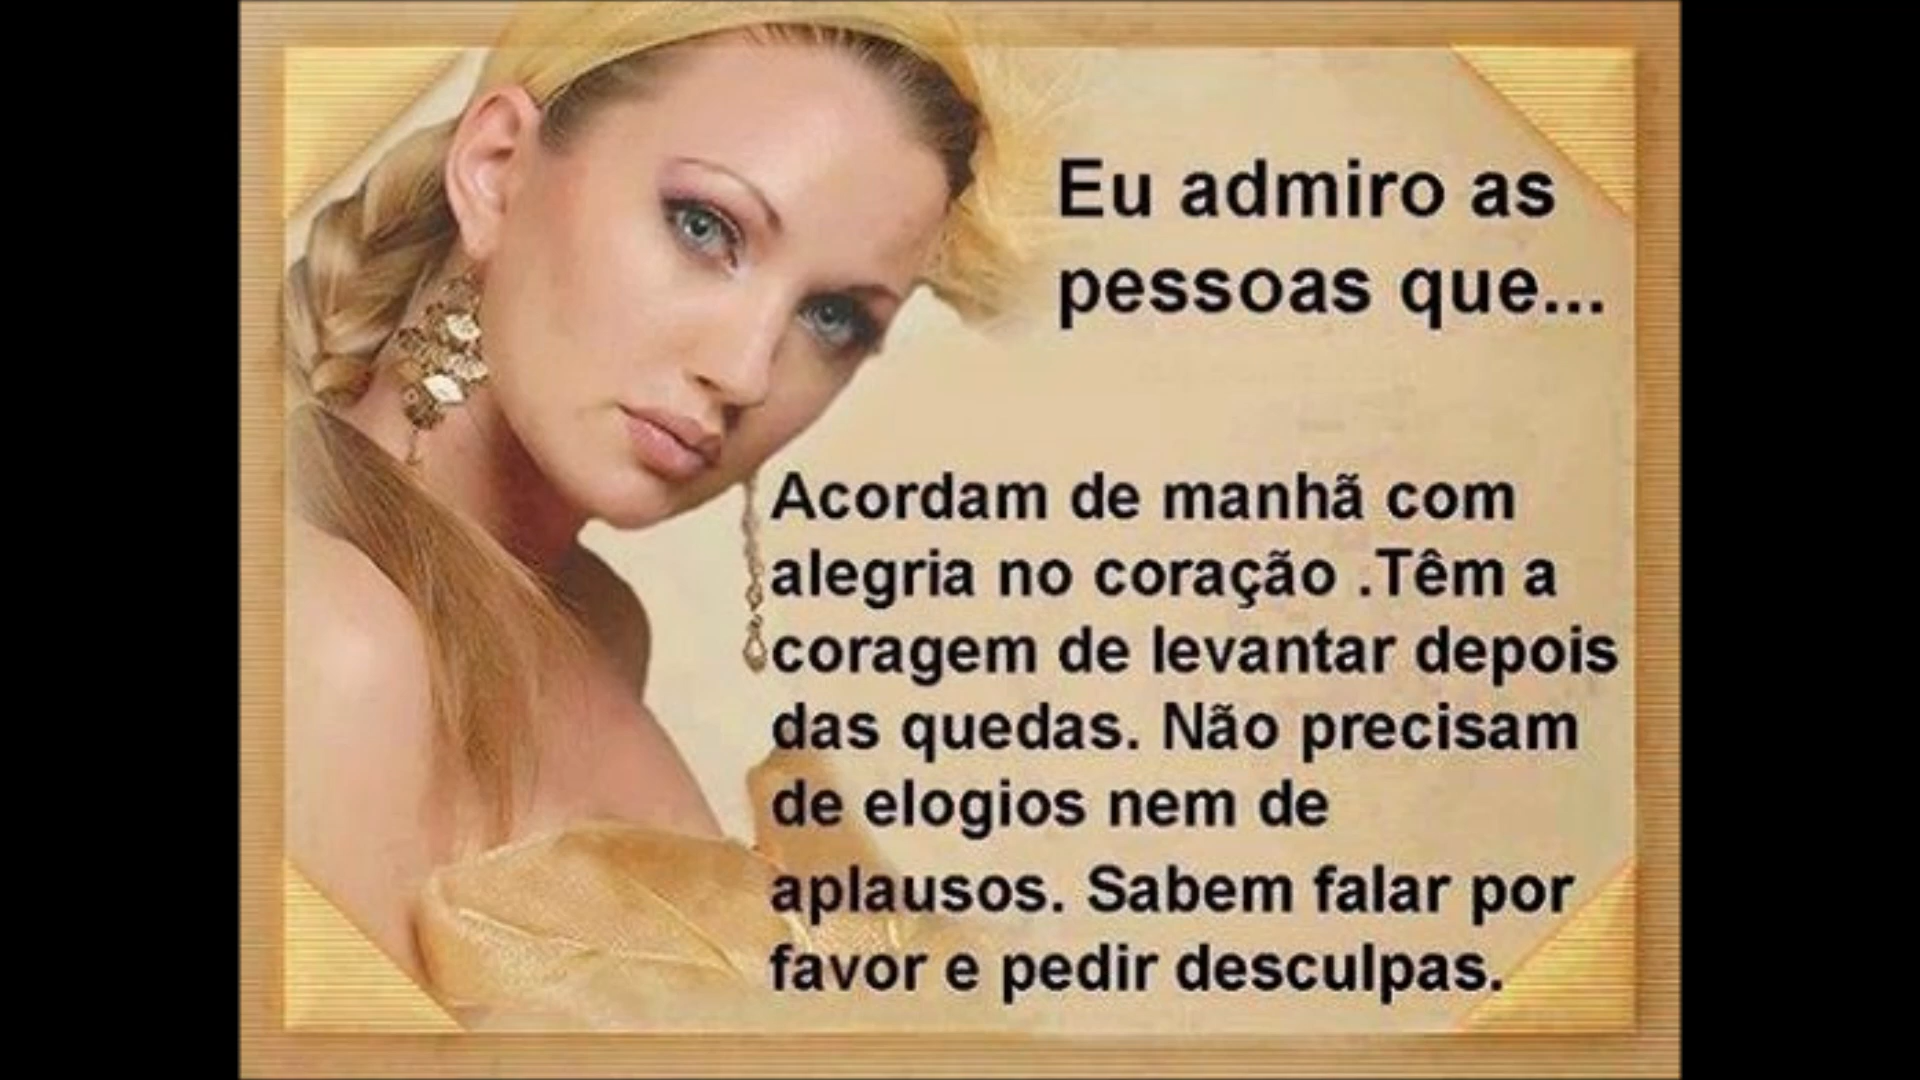 Eu admiro as
pessoas que...
Acordam de manhã com
alegria no coração .Têm a
coragem de levantar depois
das quedas. Não precisam
de elogios nem de
aplausos. Sabem falar por
favor e pedir desculpas.